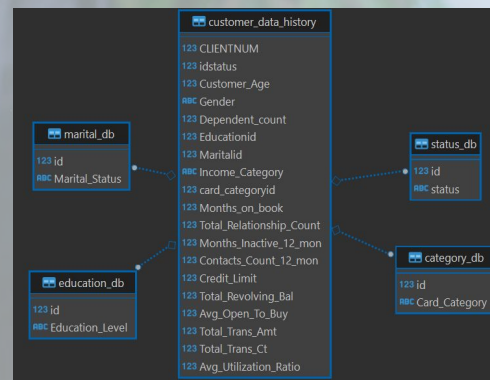 customer_data_history
123 CLIENTNUM
123 idstatus
123 Customer_Age
ABC Gender
123 Dependent_count
123 Educationid
123 Maritalid
ABC Income_Category
123 card_categoryid
123 Months_on_book
123 Total_Relationship_Count
123 Months_Inactive_12_mon
123 Contacts_Count_12_mon
123 Credit_Limit
123 Total_Revolving_Bal
123 Avg_Open_To_Buy
123 Total_Trans_Amt
123 Total_Trans_Ct
123 Avg_Utilization_Ratio
marital_db
123 id
ABC Marital_Status
education_db
123 id
ABC Education_Level
status_db
123 id
ABC status
category_db
123 id
ABC Card_Category